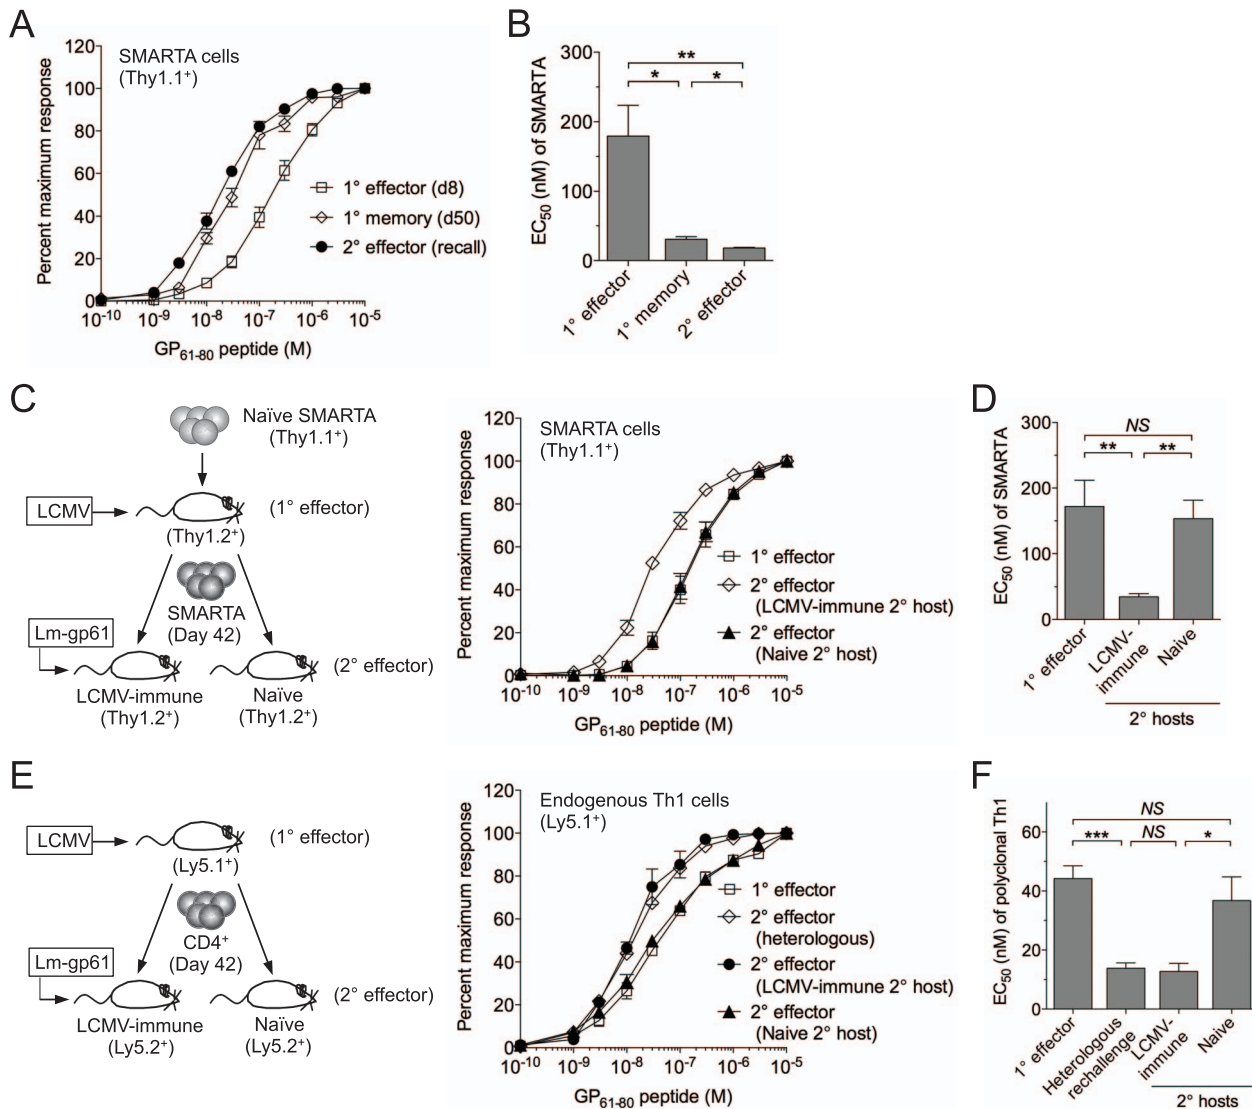 A
SMARTA cells
(Thy1.1⁺)
Percent maximum response
120
100
80
60
40
20
0
1° effector (d8)
1° memory (d50)
2° effector (recall)
10⁻¹⁰ 10⁻⁹ 10⁻⁸ 10⁻⁷ 10⁻⁶ 10⁻⁵
GP₆₁₋₈₀ peptide (M)
B
EC₅₀ (nM) of SMARTA
300
200
100
0
**
* *
1° effector
1° memory
2° effector
C
Naïve SMARTA
(Thy1.1⁺)
LCMV
(1° effector)
(Thy1.2⁺)
SMARTA
(Day 42)
Lm-gp61
(2° effector)
LCMV-immune
(Thy1.2⁺)
Naïve
(Thy1.2⁺)
SMARTA cells
(Thy1.1⁺)
Percent maximum response
120
100
80
60
40
20
0
1° effector
2° effector
(LCMV-immune 2° host)
2° effector
(Naive 2° host)
10⁻¹⁰ 10⁻⁹ 10⁻⁸ 10⁻⁷ 10⁻⁶ 10⁻⁵
GP₆₁₋₈₀ peptide (M)
D
EC₅₀ (nM) of SMARTA
300
200
100
0
NS
** **
1° effector
LCMV-
immune
Naive
2° hosts
E
LCMV
(1° effector)
(Ly5.1⁺)
CD4⁺
(Day 42)
Lm-gp61
(2° effector)
LCMV-immune
(Ly5.2⁺)
Naïve
(Ly5.2⁺)
Endogenous Th1 cells
(Ly5.1⁺)
Percent maximum response
120
100
80
60
40
20
0
1° effector
2° effector
(heterologous)
2° effector
(LCMV-immune 2° host)
2° effector
(Naive 2° host)
10⁻¹⁰ 10⁻⁹ 10⁻⁸ 10⁻⁷ 10⁻⁶ 10⁻⁵
GP₆₁₋₈₀ peptide (M)
F
EC₅₀ (nM) of polyclonal Th1
60
40
20
0
NS
*** NS *
1° effector
Heterologous
rechallenge
LCMV-
immune
Naive
2° hosts